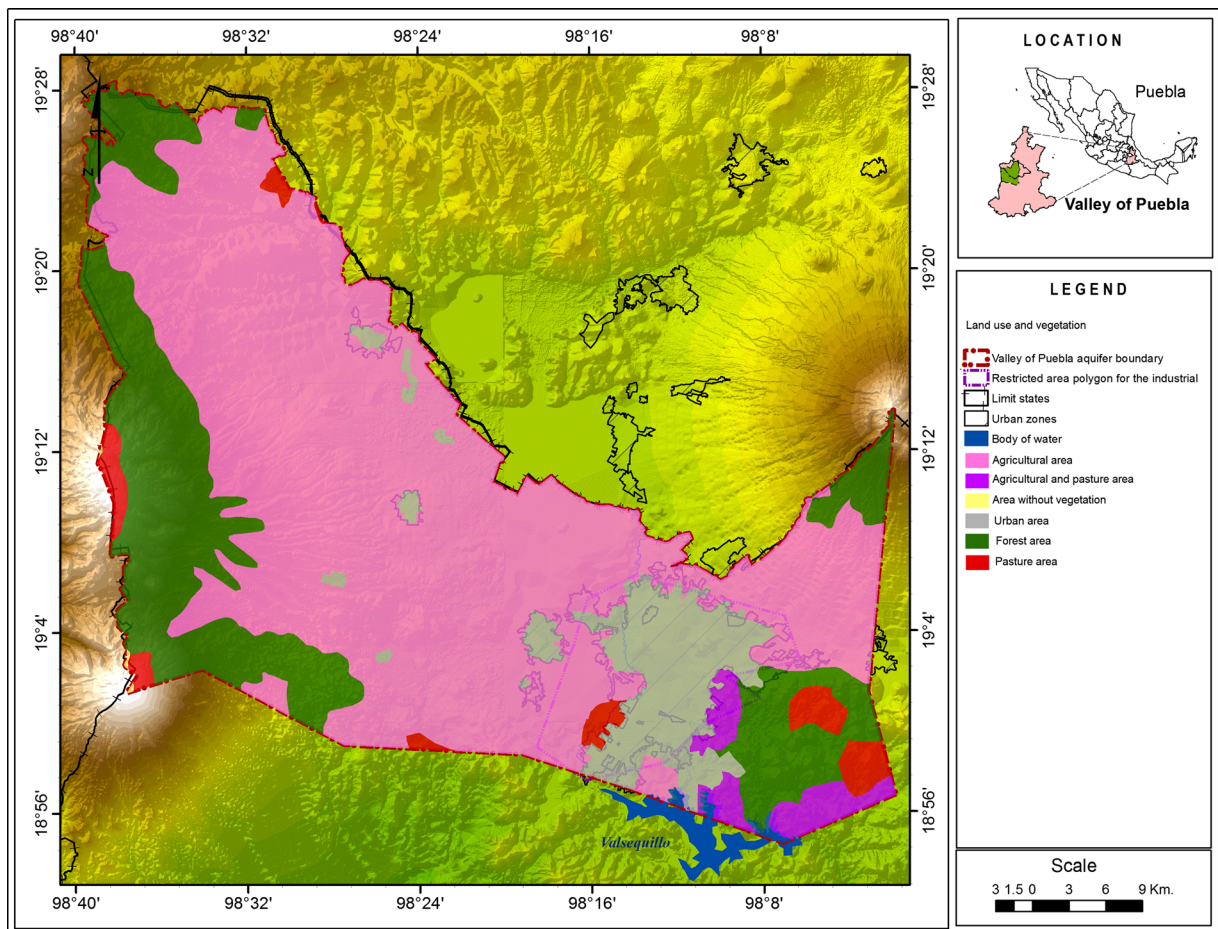 98°40'
98°32'
98°24'
98°16'
98°8'
19°28'
19°28'
N
19°20'
19°20'
19°12'
19°12'
19°4'
19°4'
18°56'
18°56'
Valsequillo
98°40'
98°32'
98°24'
98°16'
98°8'
LOCATION
Puebla
Valley of Puebla
LEGEND
Land use and vegetation
Valley of Puebla aquifer boundary
Restricted area polygon for the industrial
Limit states
Urban zones
Body of water
Agricultural area
Agricultural and pasture area
Area without vegetation
Urban area
Forest area
Pasture area
Scale
3 1.5 0 3 6 9 Km.